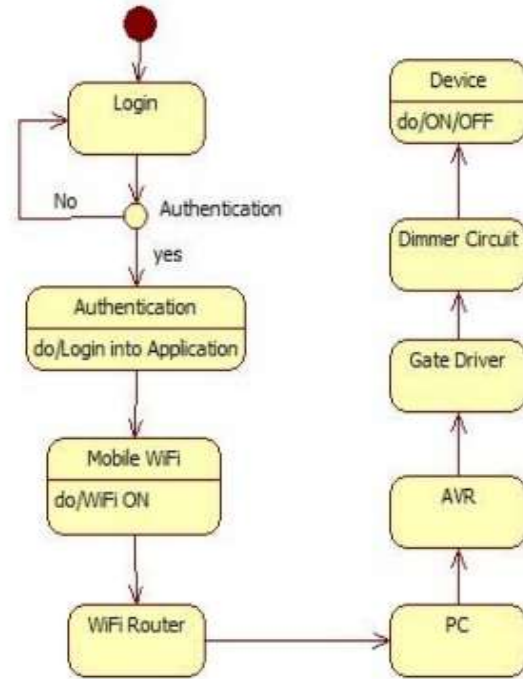 Login
No
Authentication
yes
Authentication
do/Login into Application
Mobile WiFi
do/WiFi ON
WiFi Router
PC
AVR
Gate Driver
Dimmer Circuit
Device
do/ON/OFF